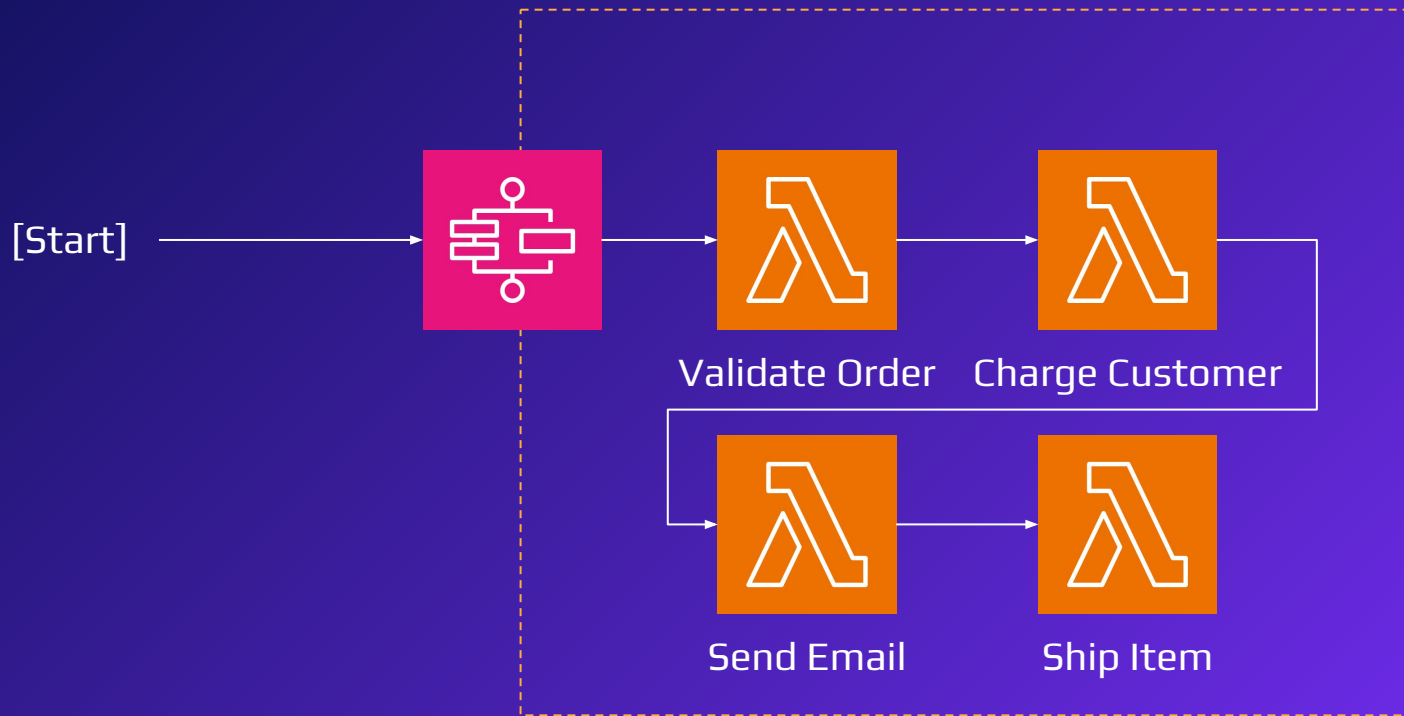 [Start]
Validate Order
Charge Customer
Send Email
Ship Item